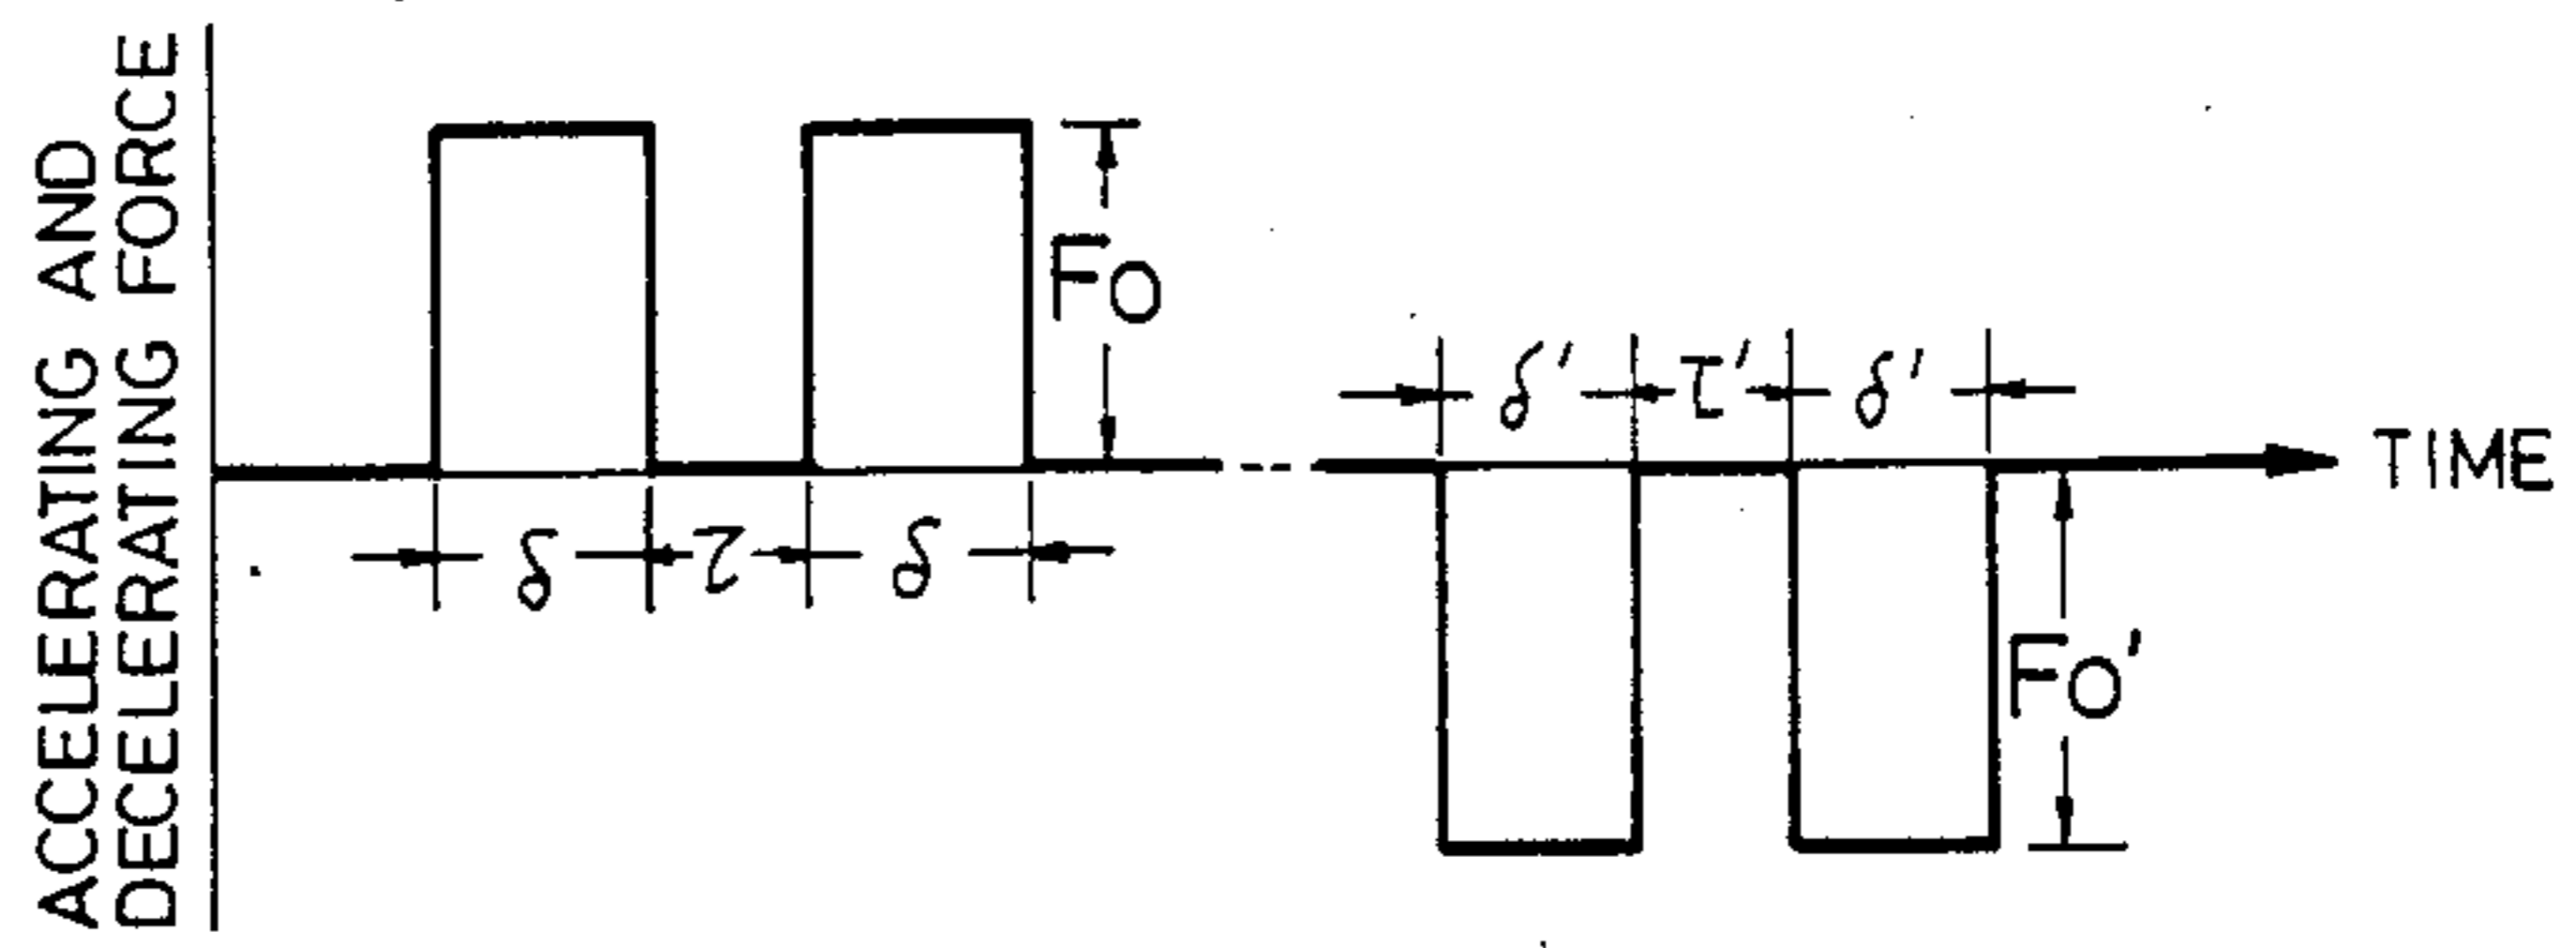 ACCELERATING AND
DECELERATING FORCE
FO
δ' τ' δ'
TIME
δ τ δ
FO'